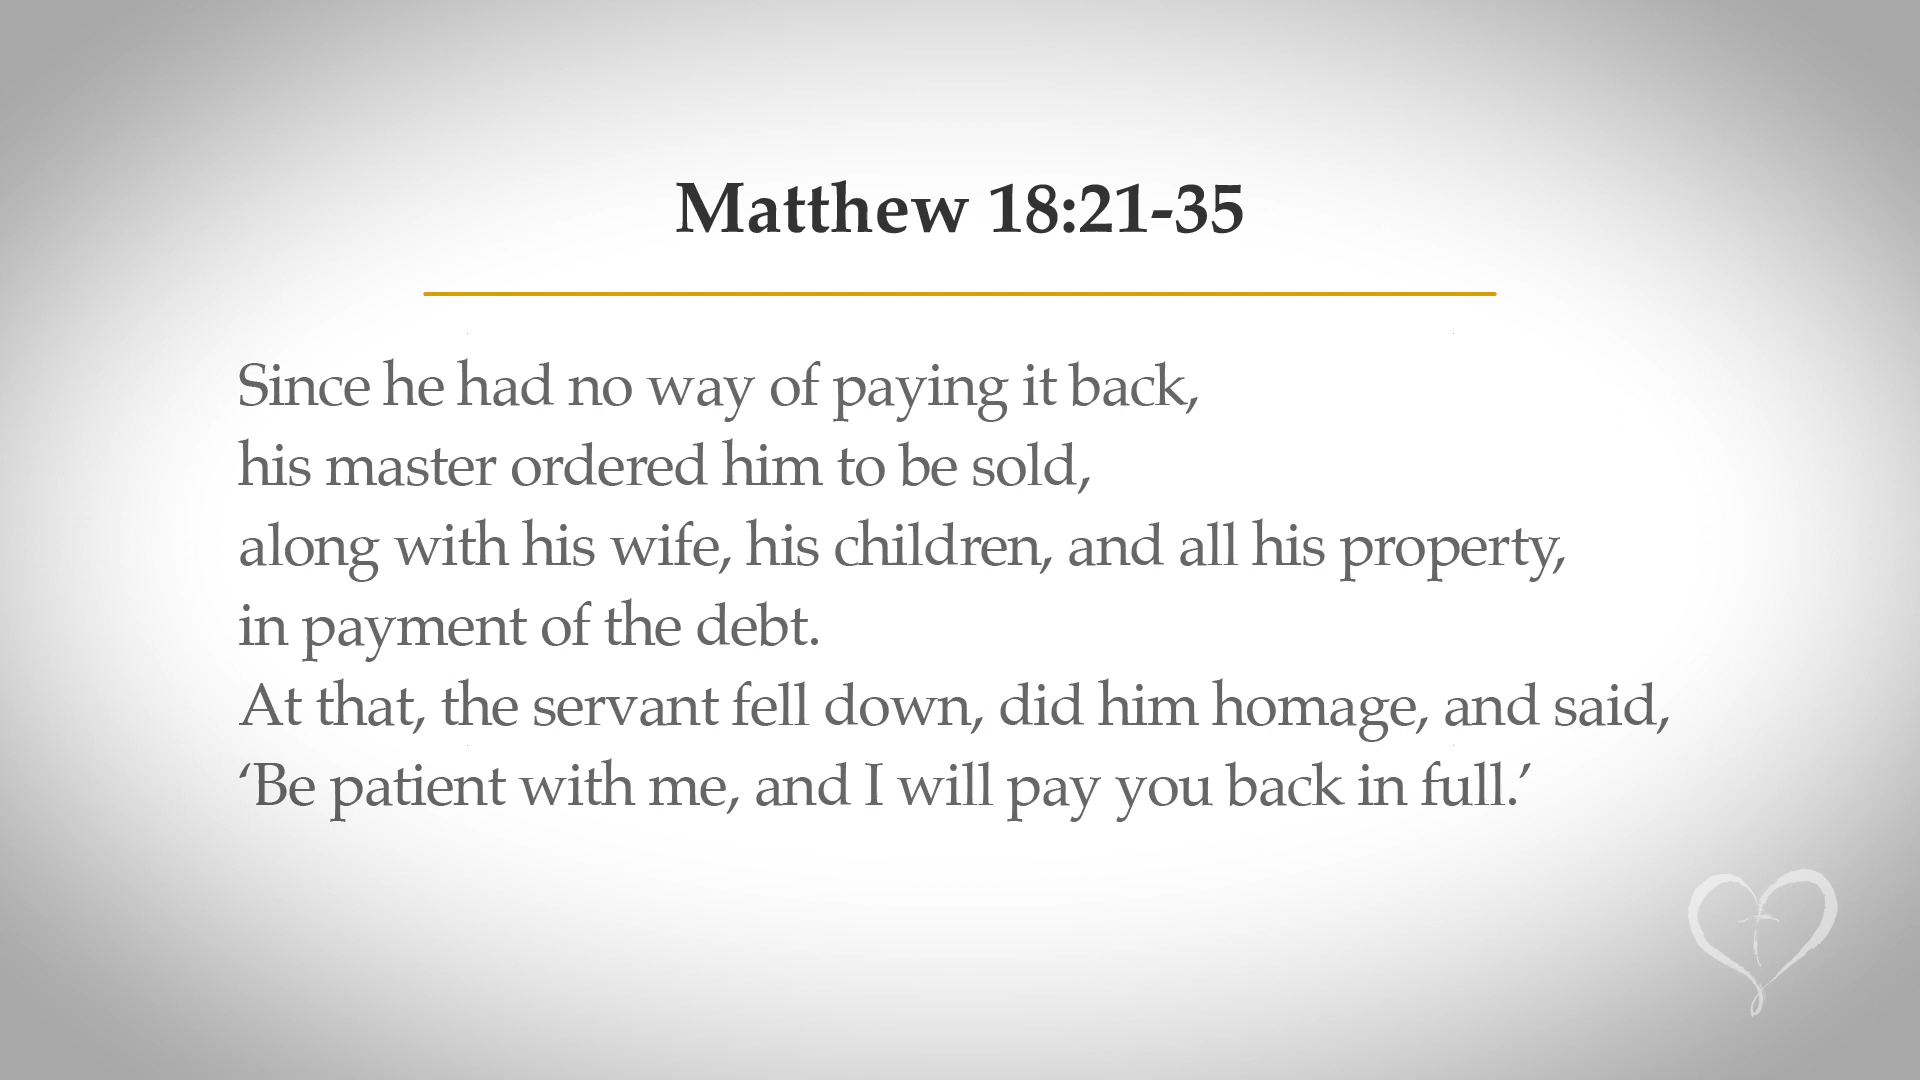 Matthew 18:21-35
Since he had no way of paying it back,
his master ordered him to be sold,
along with his wife, his children, and all his property,
in payment of the debt.
At that, the servant fell down, did him homage, and said,
‘Be patient with me, and I will pay you back in full.’